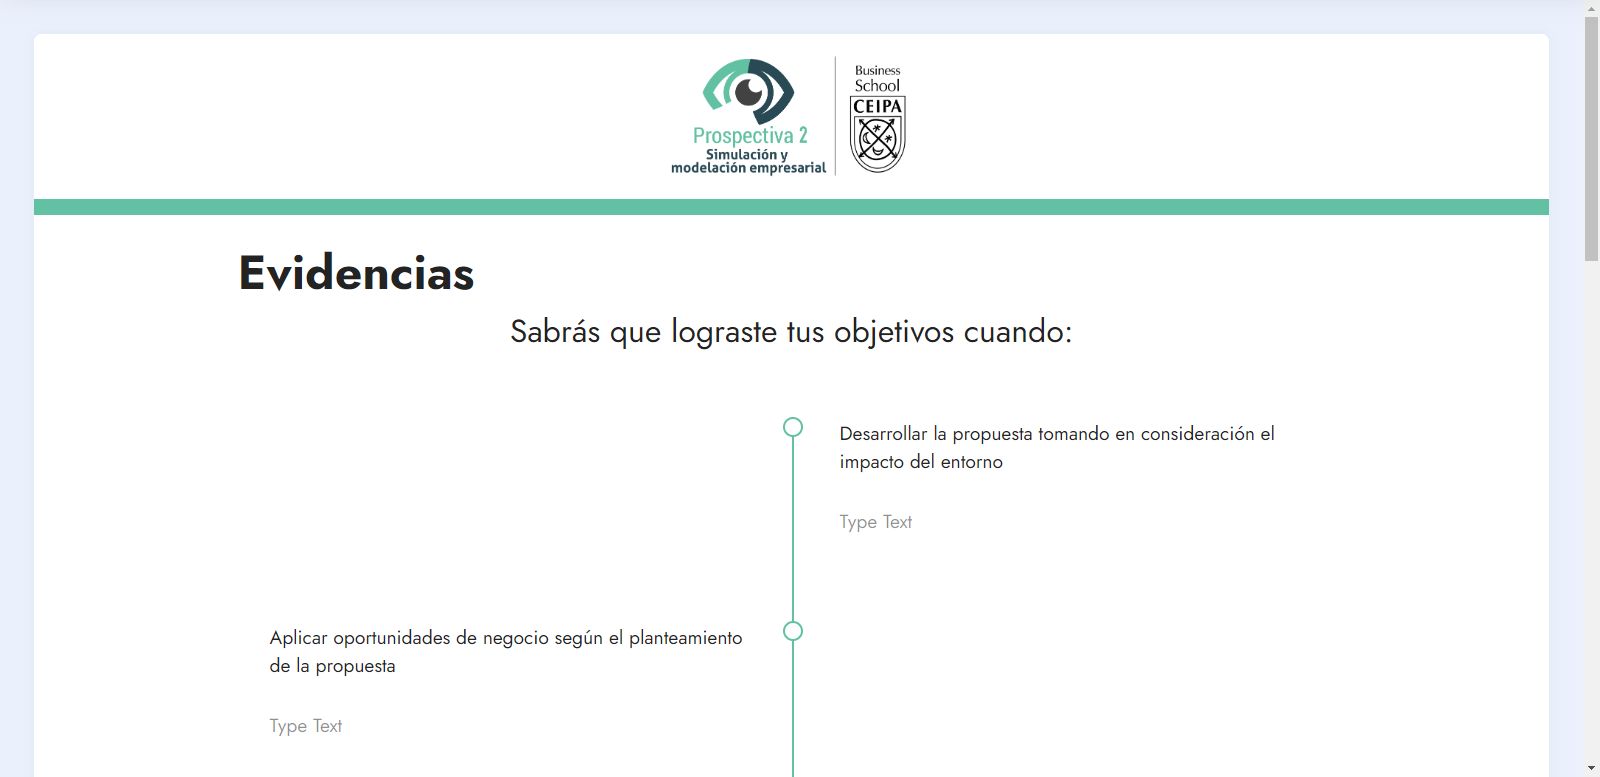 Business
School
CEIPA
Prospectiva 2
Simulación y
modelación empresarial
Evidencias
Sabrás que lograste tus objetivos cuando:
Desarrollar la propuesta tomando en consideración el
impacto del entorno
Type Text
Aplicar oportunidades de negocio según el planteamiento
de la propuesta
Type Text